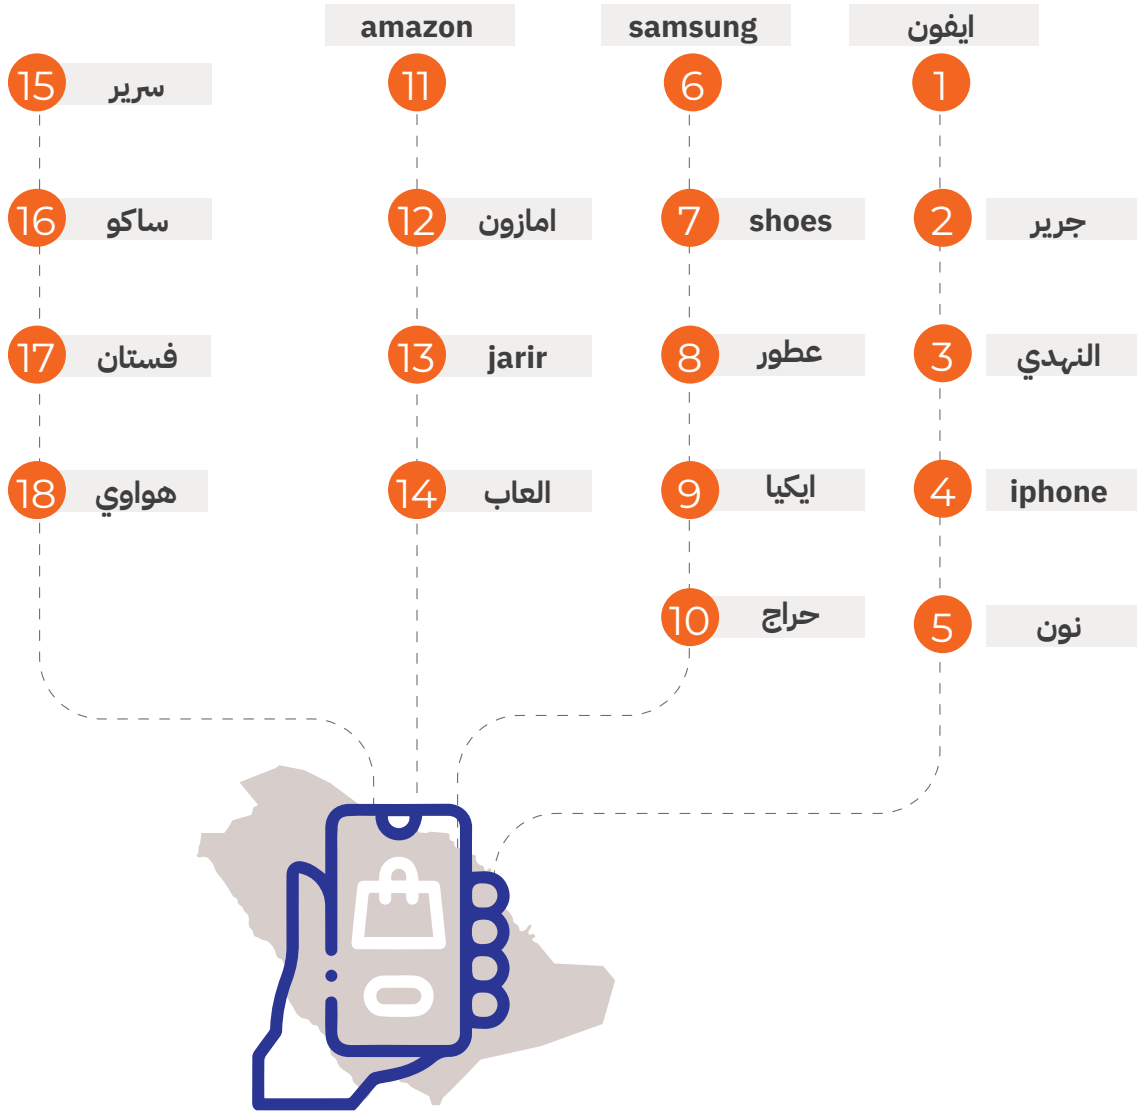 ايفون
1
2
جرير
3
النهدي
4
iphone
5
نون
samsung
6
7
shoes
8
عطور
9
ايكيا
10
حراج
amazon
11
12
امازون
13
jarir
14
العاب
15
سرير
16
ساكو
17
فستان
18
هواوي